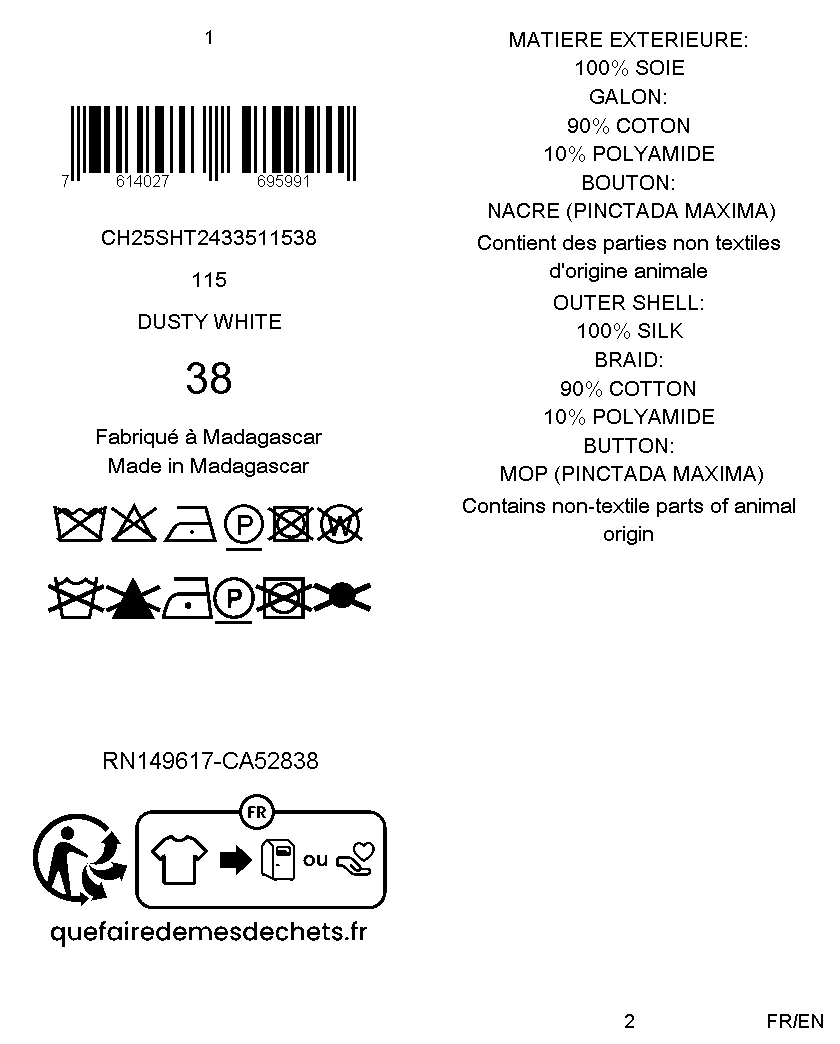 1
7 614027 695991
CH25SHT2433511538
115
DUSTY WHITE
38
Fabriqué à Madagascar
Made in Madagascar
P W
P
RN149617-CA52838
FR
ou
quefairedemesdechets.fr
MATIERE EXTERIEURE:
100% SOIE
GALON:
90% COTON
10% POLYAMIDE
BOUTON:
NACRE (PINCTADA MAXIMA)
Contient des parties non textiles
d'origine animale
OUTER SHELL:
100% SILK
BRAID:
90% COTTON
10% POLYAMIDE
BUTTON:
MOP (PINCTADA MAXIMA)
Contains non-textile parts of animal
origin
2
FR/EN